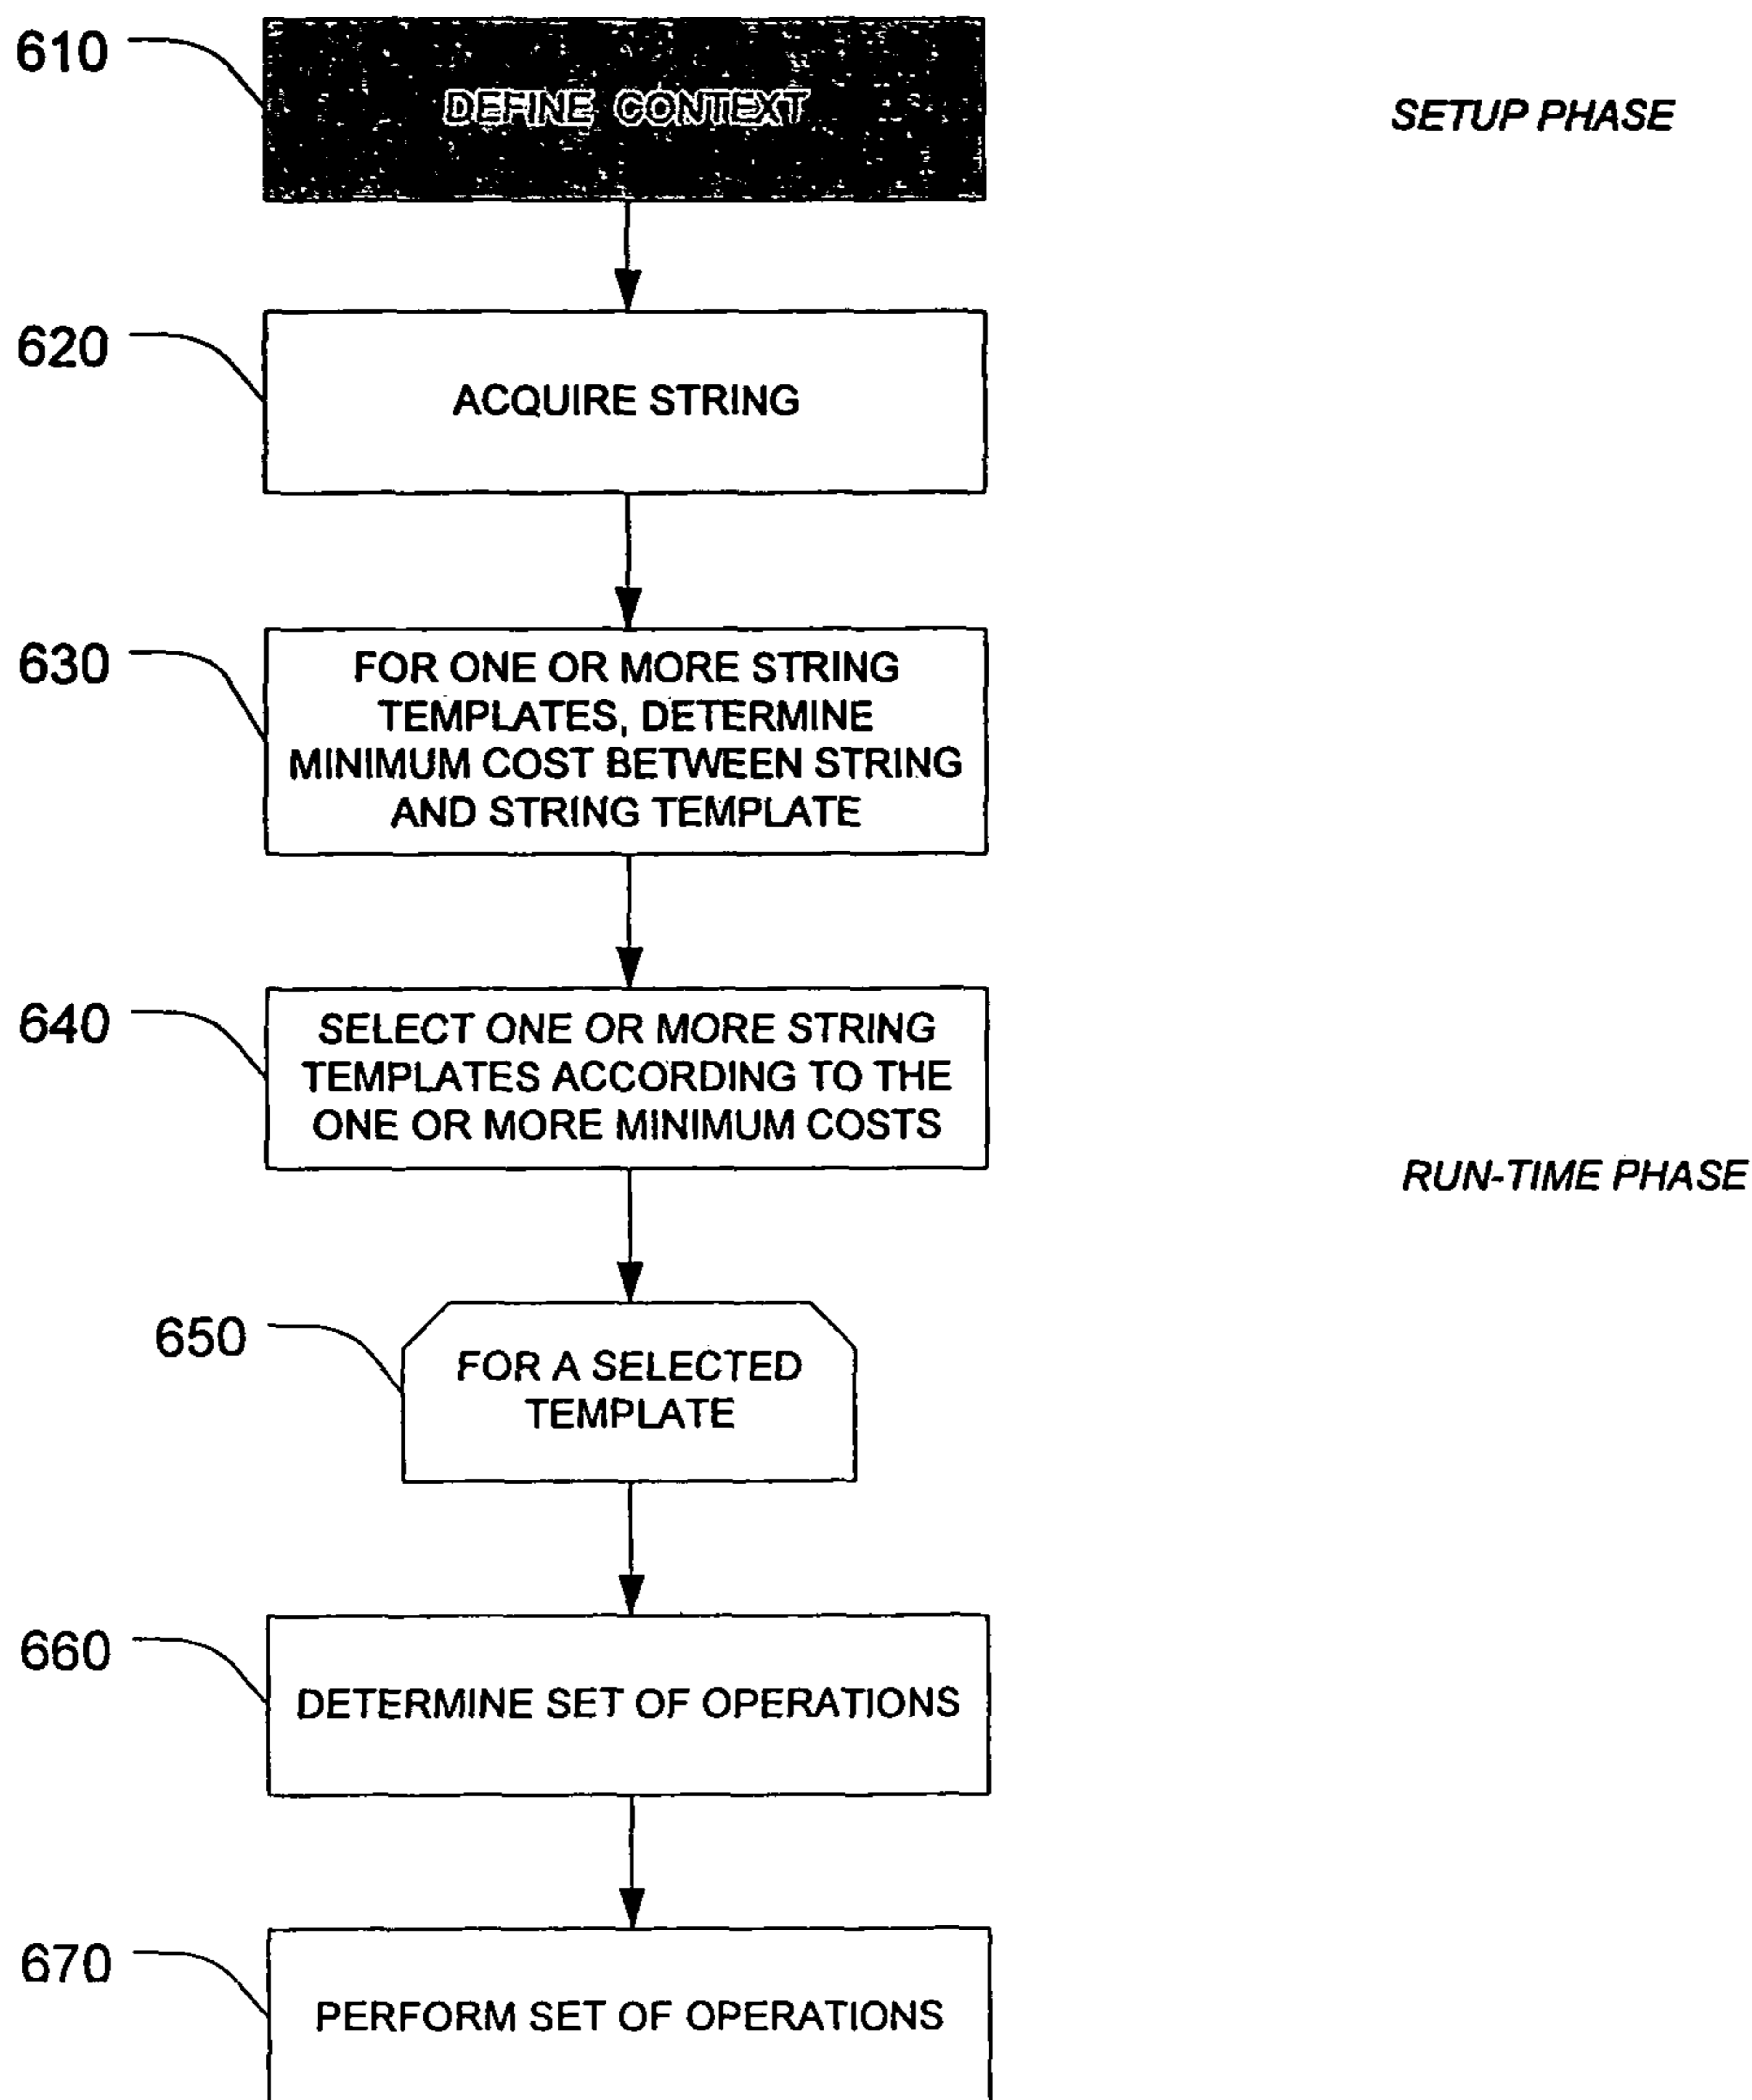 610
DEFINE CONTEXT
SETUP PHASE
620
ACQUIRE STRING
630
FOR ONE OR MORE STRING
TEMPLATES, DETERMINE
MINIMUM COST BETWEEN STRING
AND STRING TEMPLATE
640
SELECT ONE OR MORE STRING
TEMPLATES ACCORDING TO THE
ONE OR MORE MINIMUM COSTS
RUN-TIME PHASE
650
FOR A SELECTED
TEMPLATE
660
DETERMINE SET OF OPERATIONS
670
PERFORM SET OF OPERATIONS